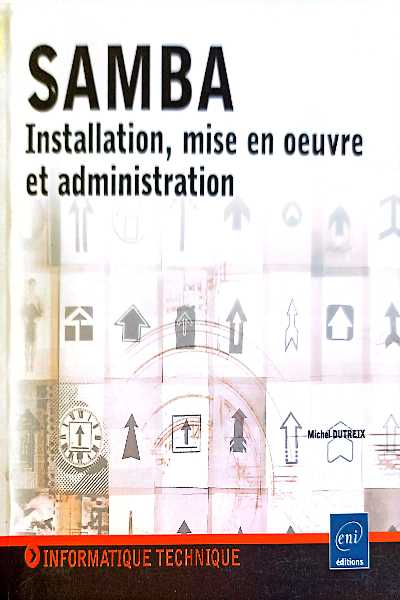 SAMBA
Installation, mise en oeuvre
et administration
Michel DUTREIX
eni
éditions
INFORMATIQUE TECHNIQUE